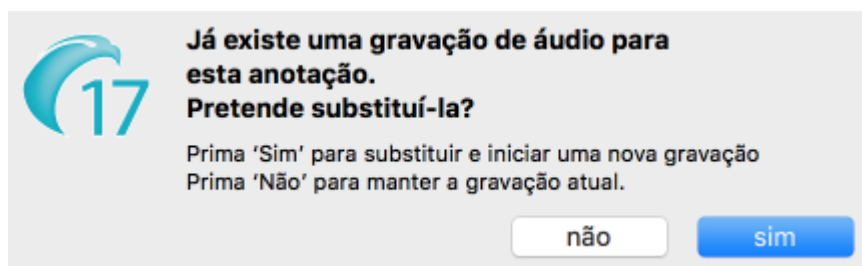 17
Já existe uma gravação de áudio para
esta anotação.
Pretende substituí-la?
Prima ‘Sim’ para substituir e iniciar uma nova gravação
Prima ‘Não’ para manter a gravação atual.
não
sim